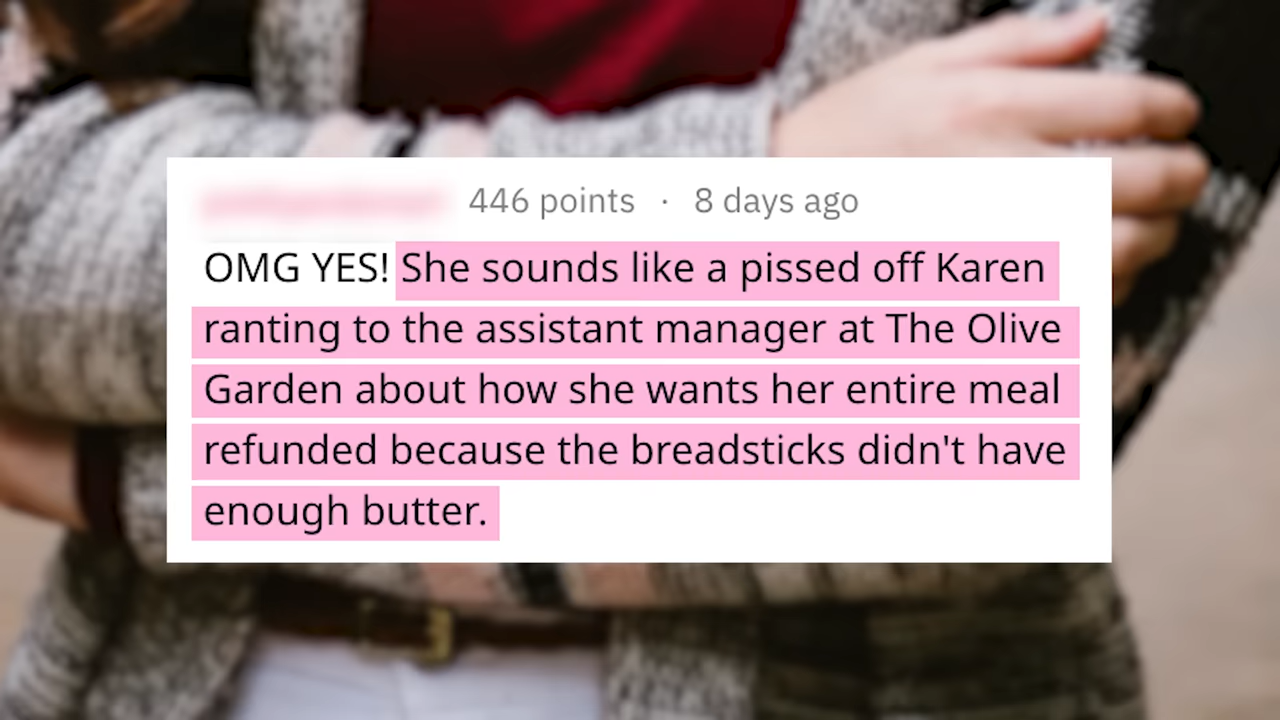 446 points · 8 days ago
OMG YES! She sounds like a pissed off Karen
ranting to the assistant manager at The Olive
Garden about how she wants her entire meal
refunded because the breadsticks didn't have
enough butter.